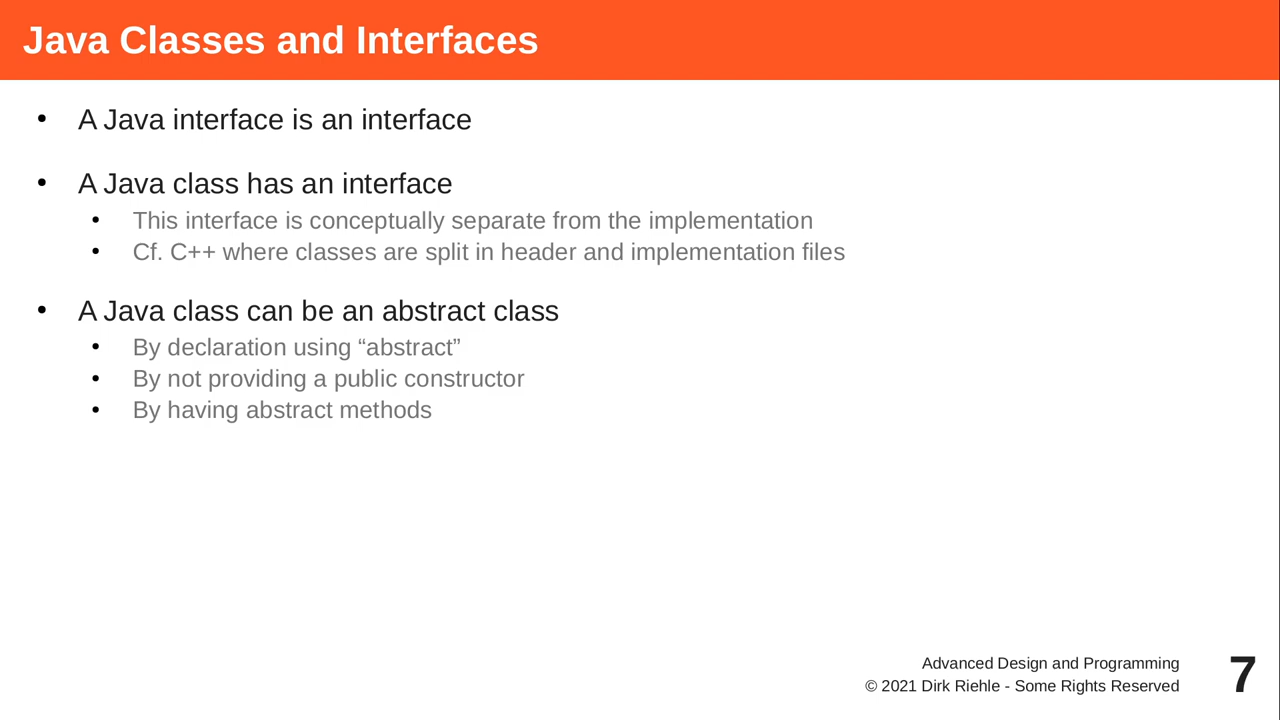 Java Classes and Interfaces
• A Java interface is an interface
• A Java class has an interface
• This interface is conceptually separate from the implementation
• Cf. C++ where classes are split in header and implementation files
• A Java class can be an abstract class
• By declaration using “abstract”
• By not providing a public constructor
• By having abstract methods
Advanced Design and Programming
© 2021 Dirk Riehle - Some Rights Reserved
7